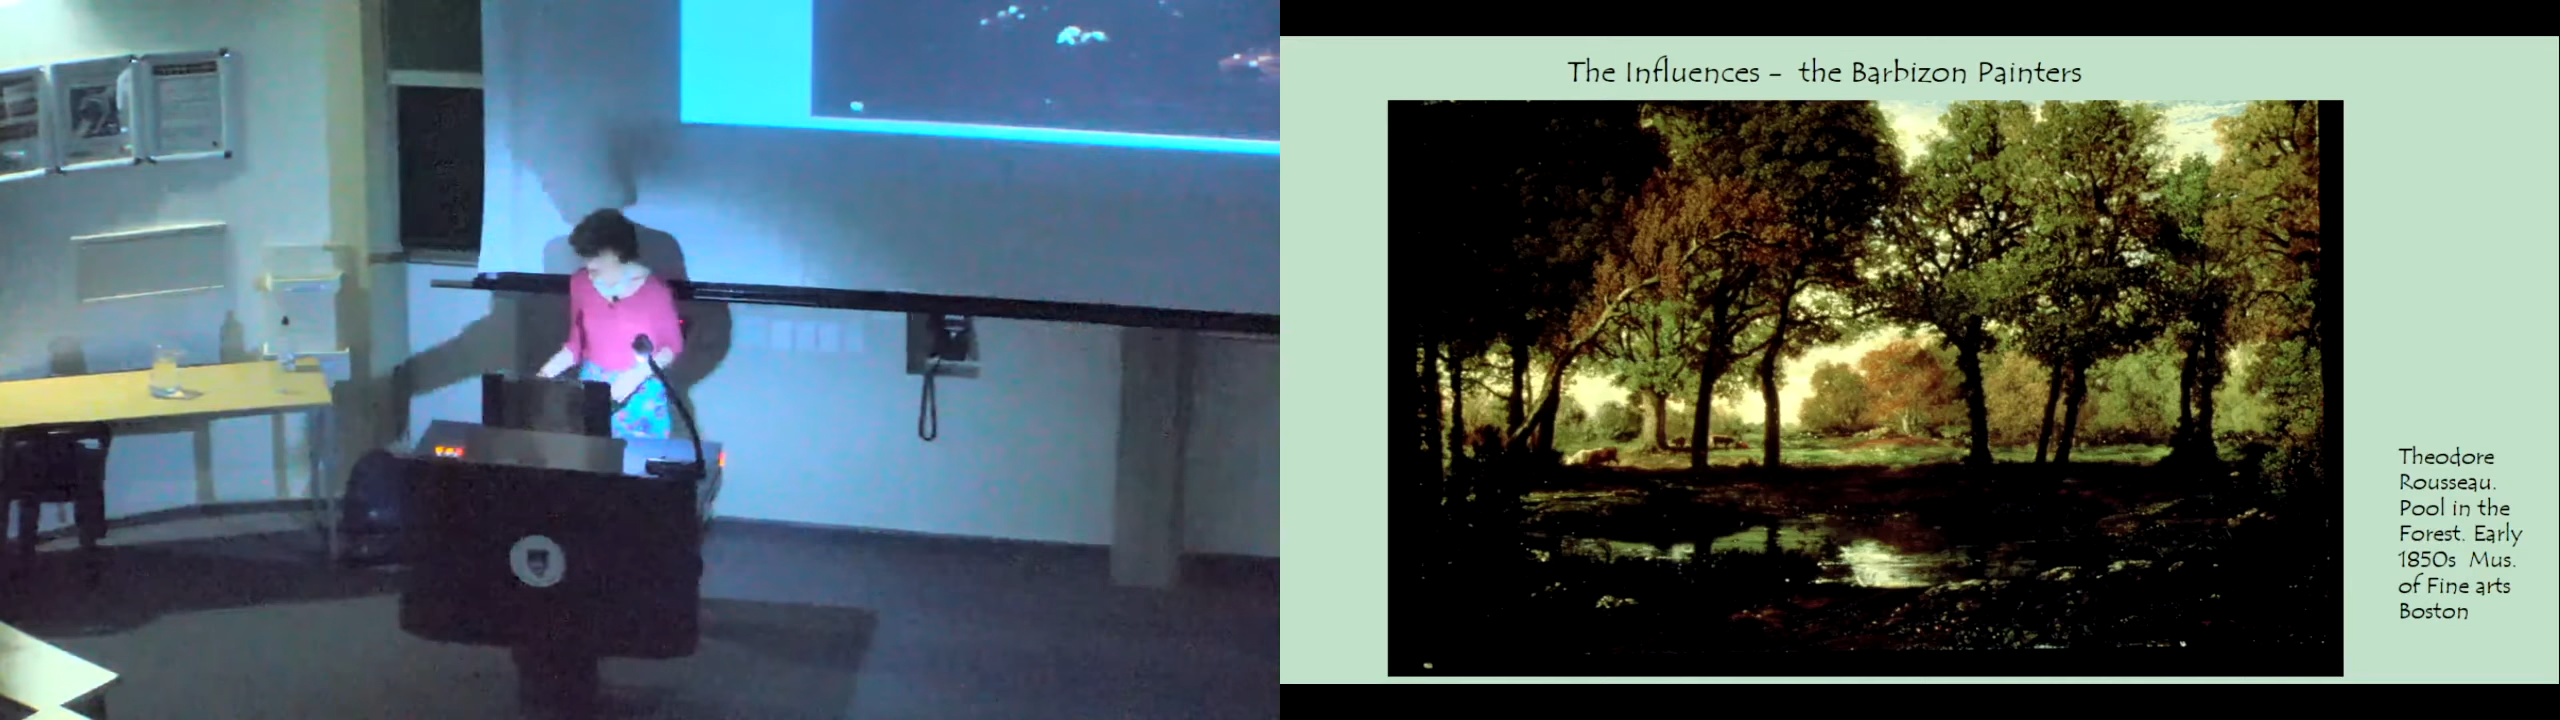 The Influences - the Barbizon Painters
Theodore
Rousseau.
Pool in the
Forest. Early
1850s Mus.
of Fine arts
Boston